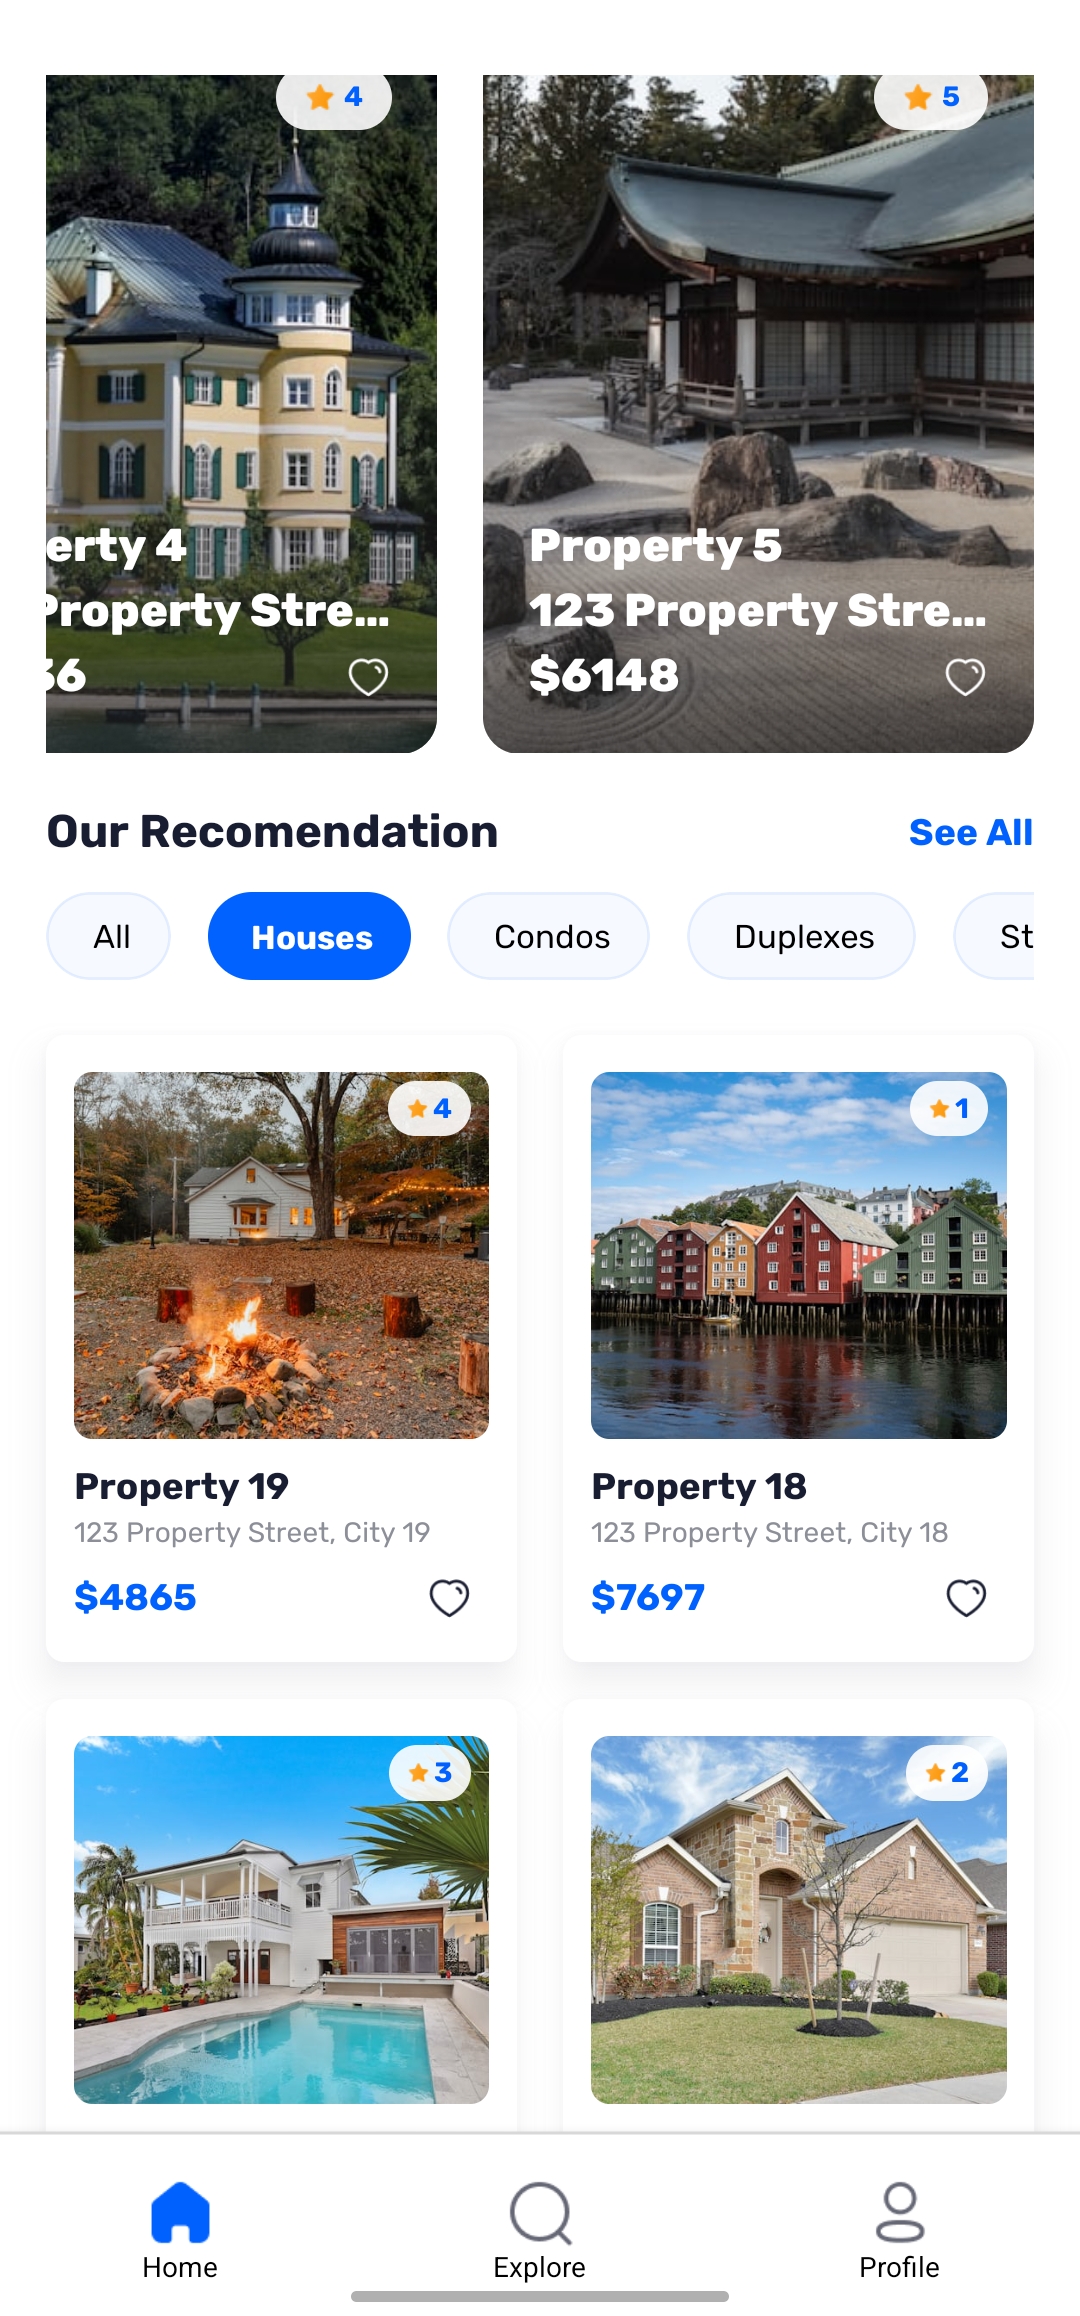 4
5
erty 4
Property Stre...
36
Property 5
123 Property Stre...
$6148
Our Recomendation
See All
All
Houses
Condos
Duplexes
St
4
1
Property 19
123 Property Street, City 19
$4865
Property 18
123 Property Street, City 18
$7697
3
2
Home
Explore
Profile